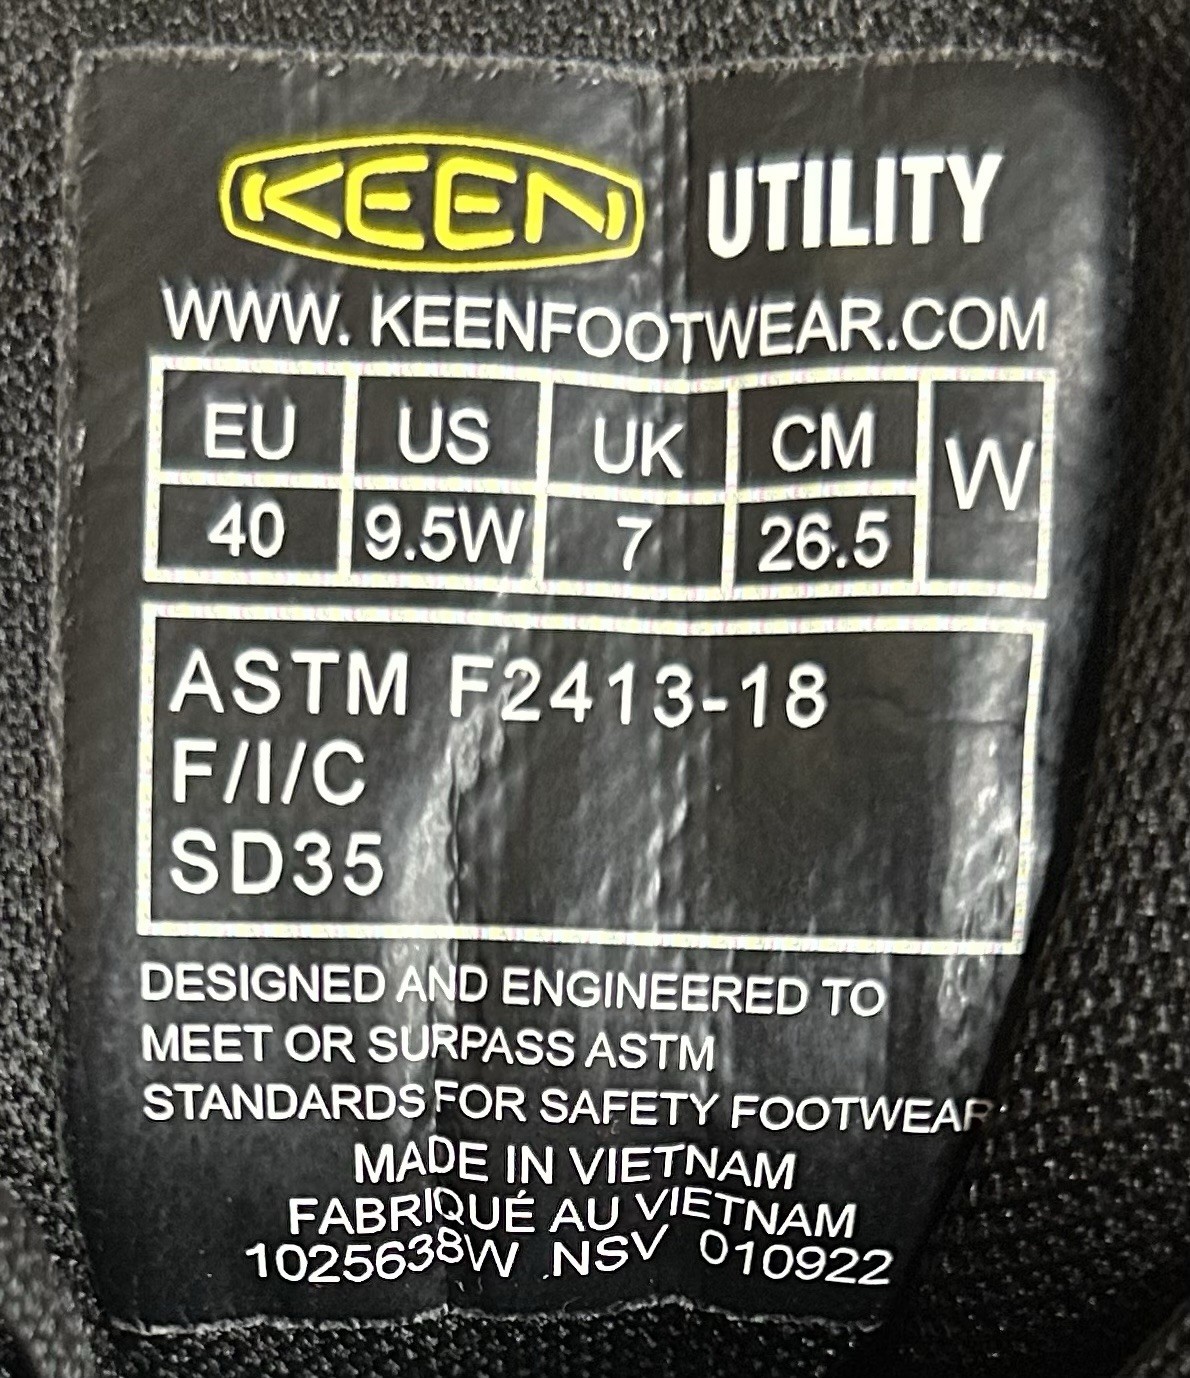 KEEN UTILITY
WWW. KEENFOOTWEAR.COM
EU US UK CM W
40 9.5W 7 26.5
ASTM F2413-18
F/I/C
SD35
DESIGNED AND ENGINEERED TO
MEET OR SURPASS ASTM
STANDARDS FOR SAFETY FOOTWEAR
MADE IN VIETNAM
FABRIQUÉ AU VIETNAM
1025638W NSV 010922